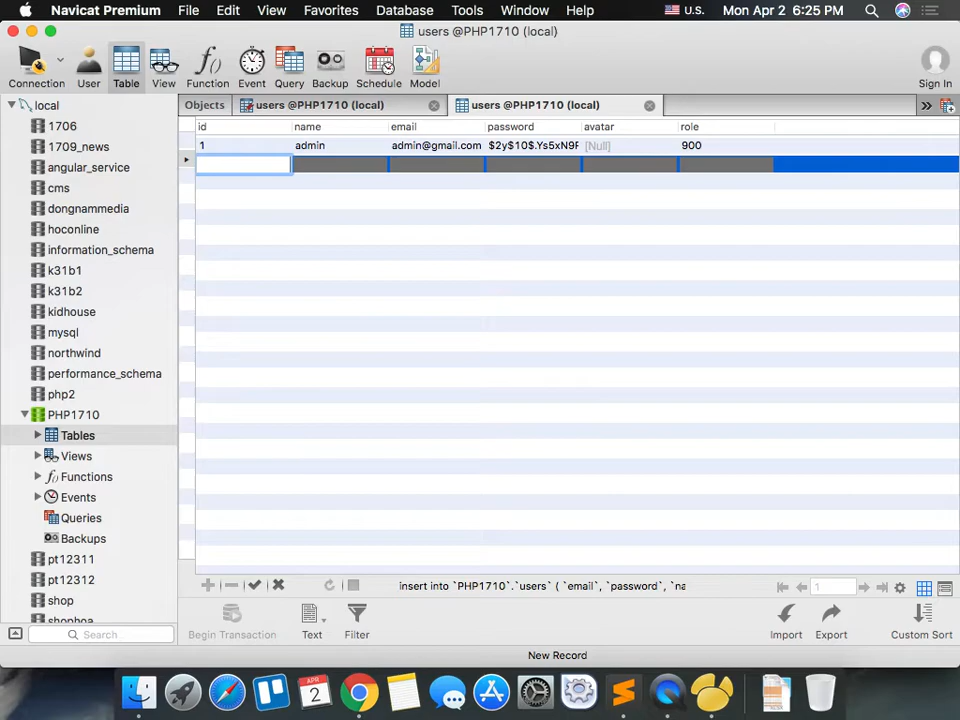 Navicat Premium File Edit View Favorites Database Tools Window Help U.S. Mon Apr 2 6:25 PM
users @PHP1710 (local)
Connection User Table View Function Event Query Backup Schedule Model Sign In
Objects users @PHP1710 (local) users @PHP1710 (local)
local
1706
1709_news
angular_service
cms
dongnammedia
hoconline
information_schema
k31b1
k31b2
kidhouse
mysql
northwind
performance_schema
php2
PHP1710
Tables
Views
Functions
Events
Queries
Backups
pt12311
pt12312
shop
shophoa
Search
id name email password avatar role
1 admin admin@gmail.com $2y$10$.Ys5xN9F [Null] 900
insert into `PHP1710`.`users` ( `email`, `password`, `na
1
Begin Transaction Text Filter Import Export Custom Sort
New Record
APR
2